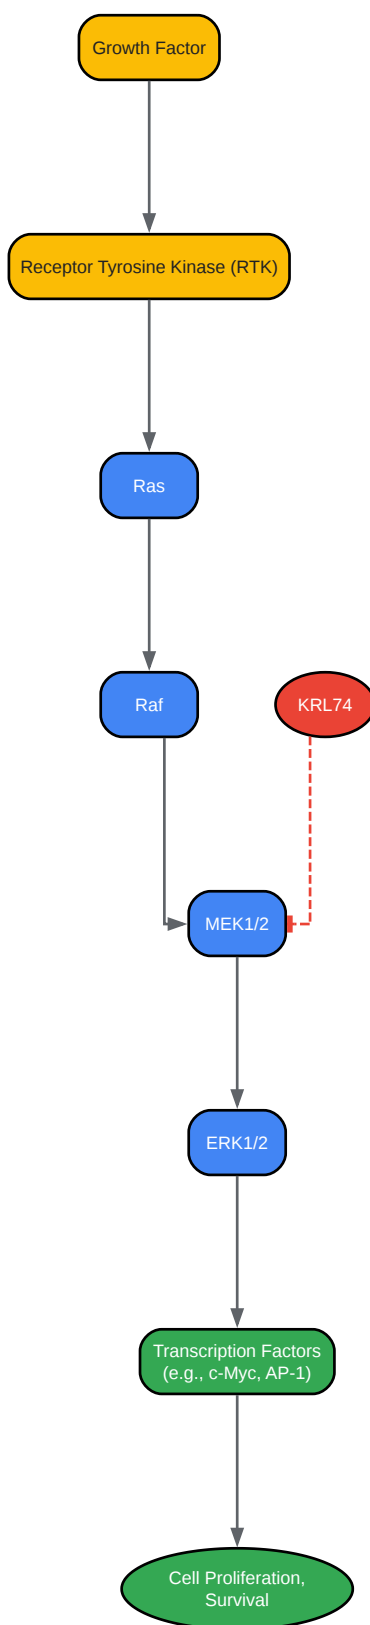 Growth Factor
Receptor Tyrosine Kinase (RTK)
Ras
Raf
KRL74
MEK1/2
ERK1/2
Transcription Factors
(e.g., c-Myc, AP-1)
Cell Proliferation,
Survival